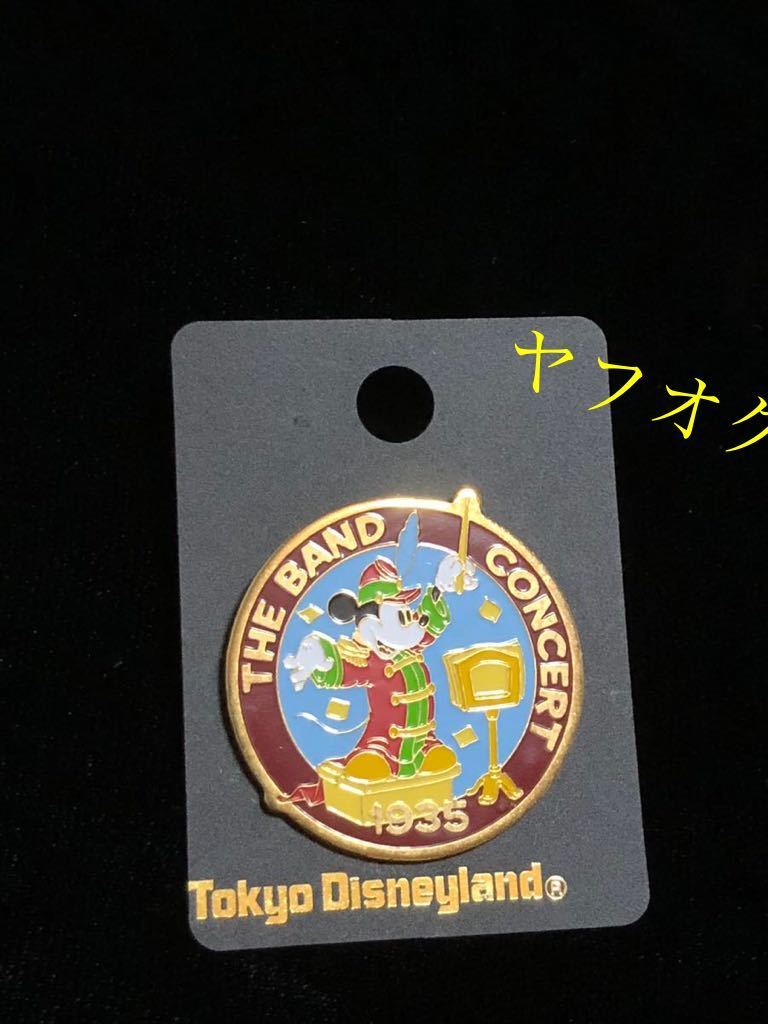 ヤフオク
THE BAND CONCERT
1935
Tokyo Disneyland®